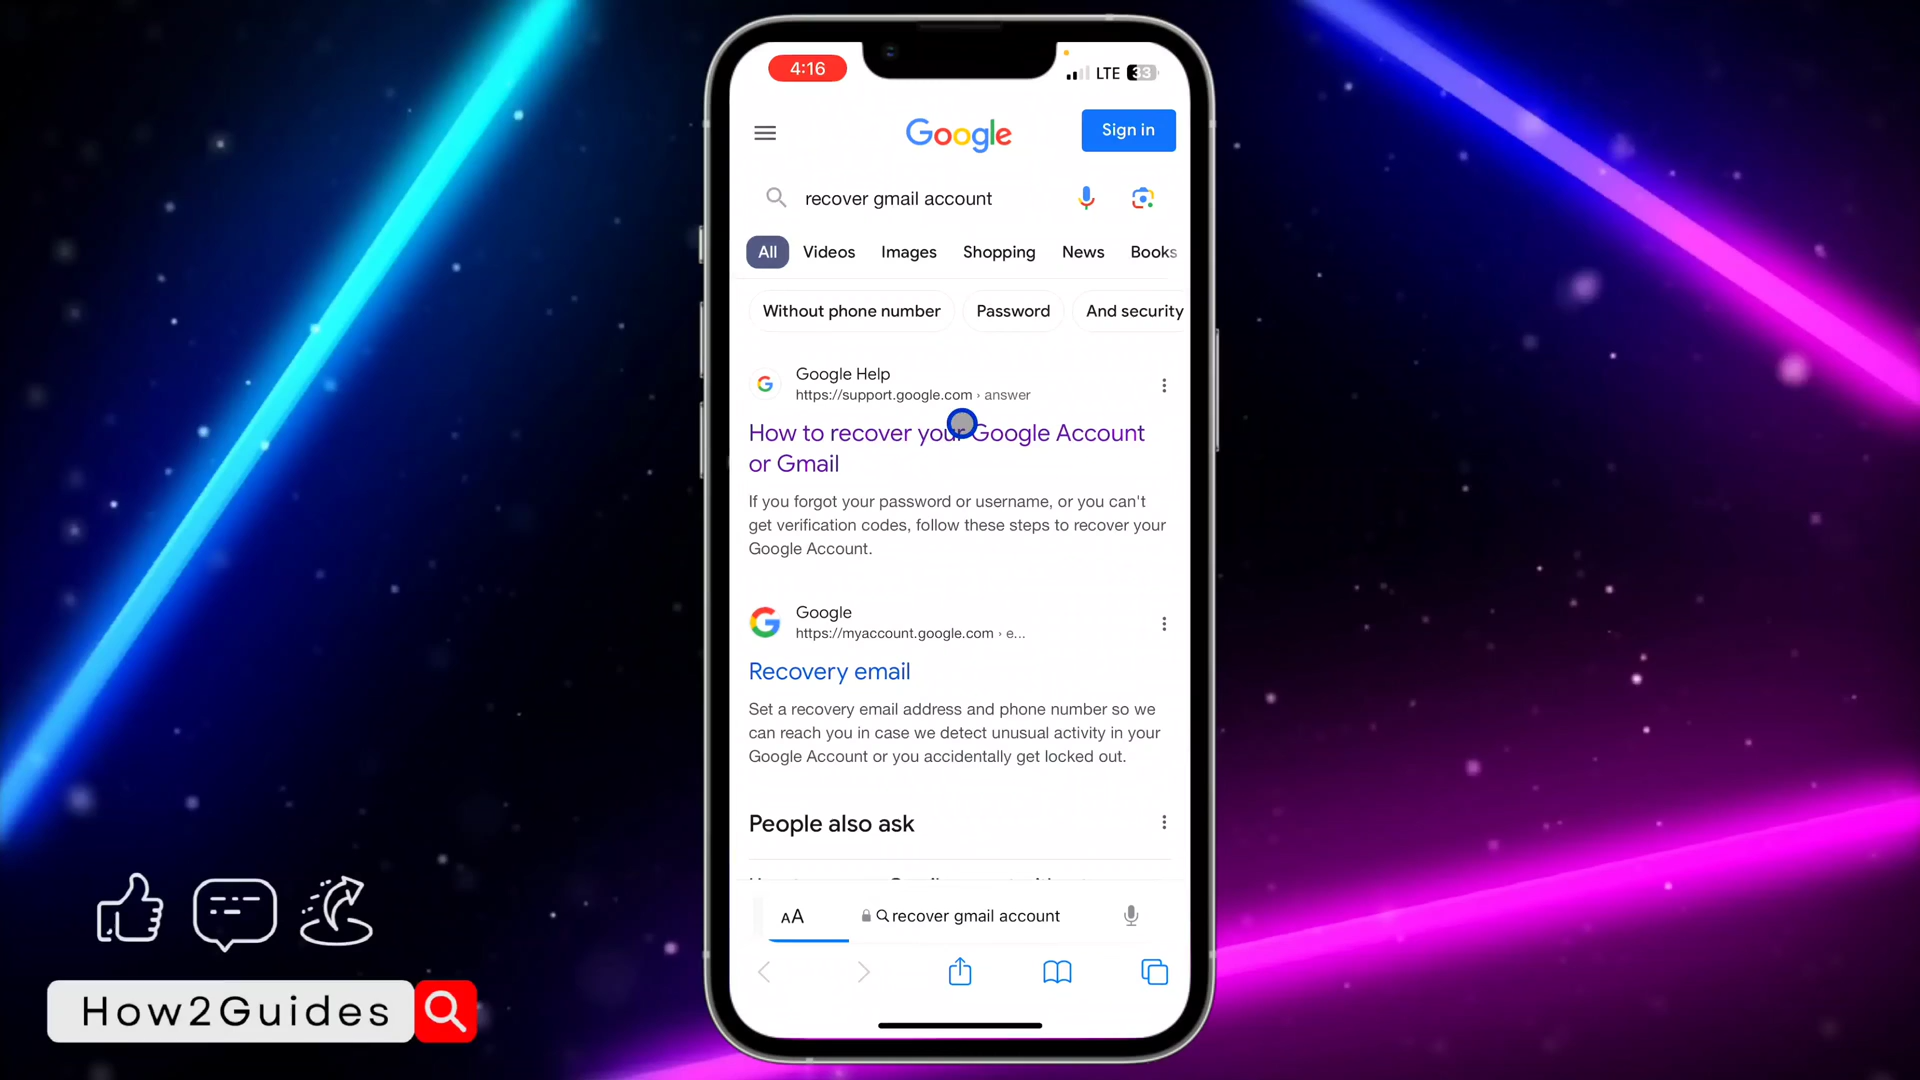 4:16
LTE 33
Google
Sign in
recover gmail account
All Videos Images Shopping News Books
Without phone number Password And security
Google Help
https://support.google.com › answer
How to recover your Google Account
or Gmail
If you forgot your password or username, or you can't
get verification codes, follow these steps to recover your
Google Account.
Google
https://myaccount.google.com › e...
Recovery email
Set a recovery email address and phone number so we
can reach you in case we detect unusual activity in your
Google Account or you accidentally get locked out.
People also ask
AA recover gmail account
How2Guides